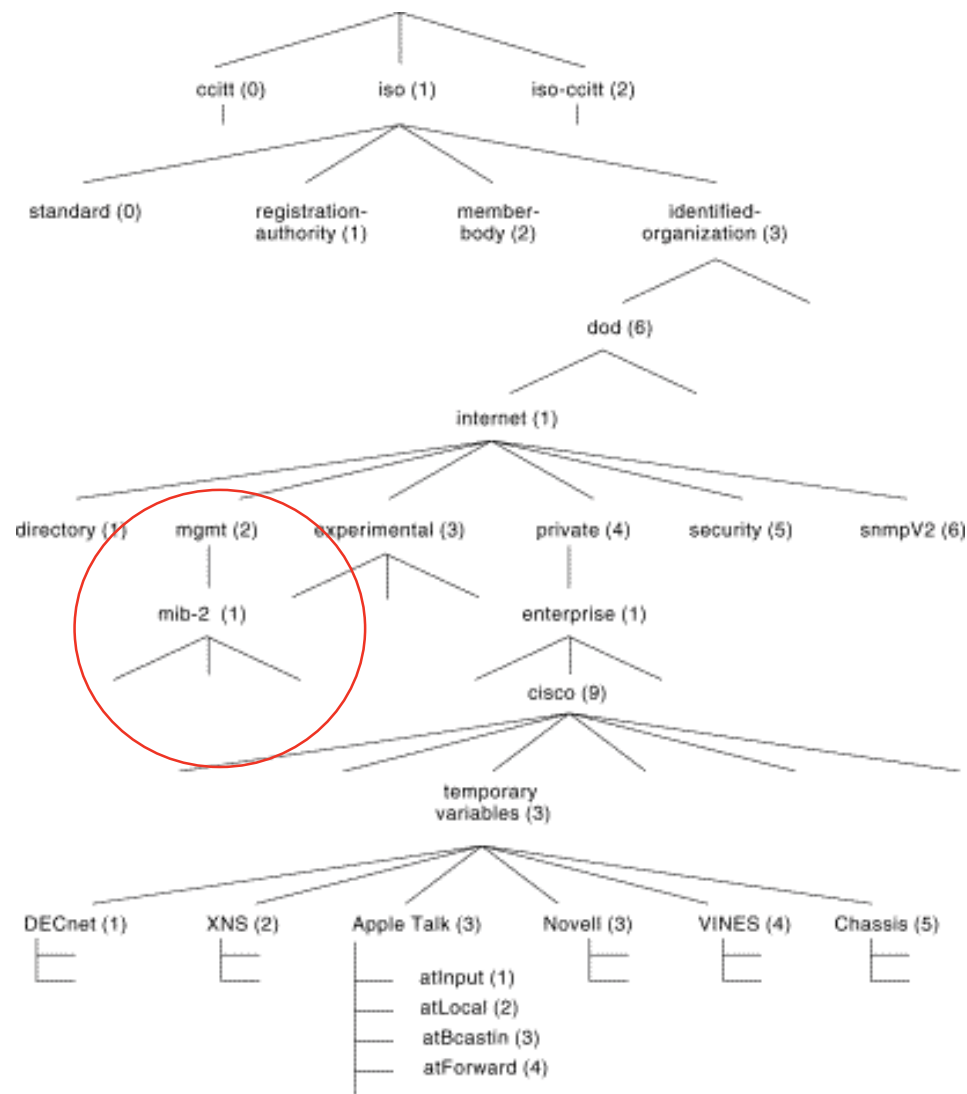 ccitt (0) iso (1) iso-ccitt (2)
standard (0) registration-authority (1) member-body (2) identified-organization (3)
dod (6)
internet (1)
directory (1) mgmt (2) experimental (3) private (4) security (5) snmpV2 (6)
mib-2 (1) enterprise (1)
cisco (9)
temporary
variables (3)
DECnet (1) XNS (2) Apple Talk (3) Novell (3) VINES (4) Chassis (5)
atInput (1)
atLocal (2)
atBcastin (3)
atForward (4)